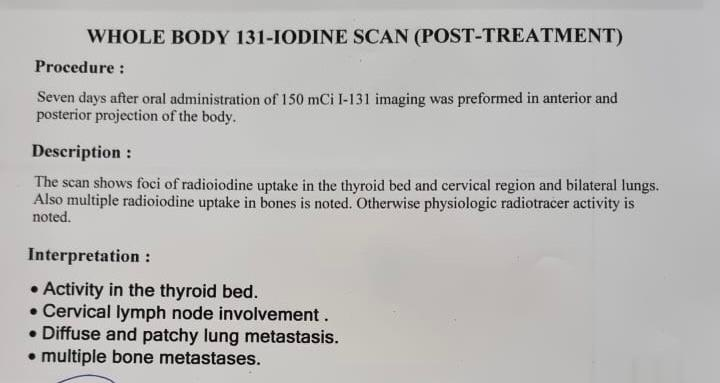 WHOLE BODY 131-IODINE SCAN (POST-TREATMENT)
Procedure :
Seven days after oral administration of 150 mCi I-131 imaging was preformed in anterior and
posterior projection of the body.
Description :
The scan shows foci of radioiodine uptake in the thyroid bed and cervical region and bilateral lungs.
Also multiple radioiodine uptake in bones is noted. Otherwise physiologic radiotracer activity is
noted.
Interpretation :
• Activity in the thyroid bed.
• Cervical lymph node involvement .
• Diffuse and patchy lung metastasis.
• multiple bone metastases.